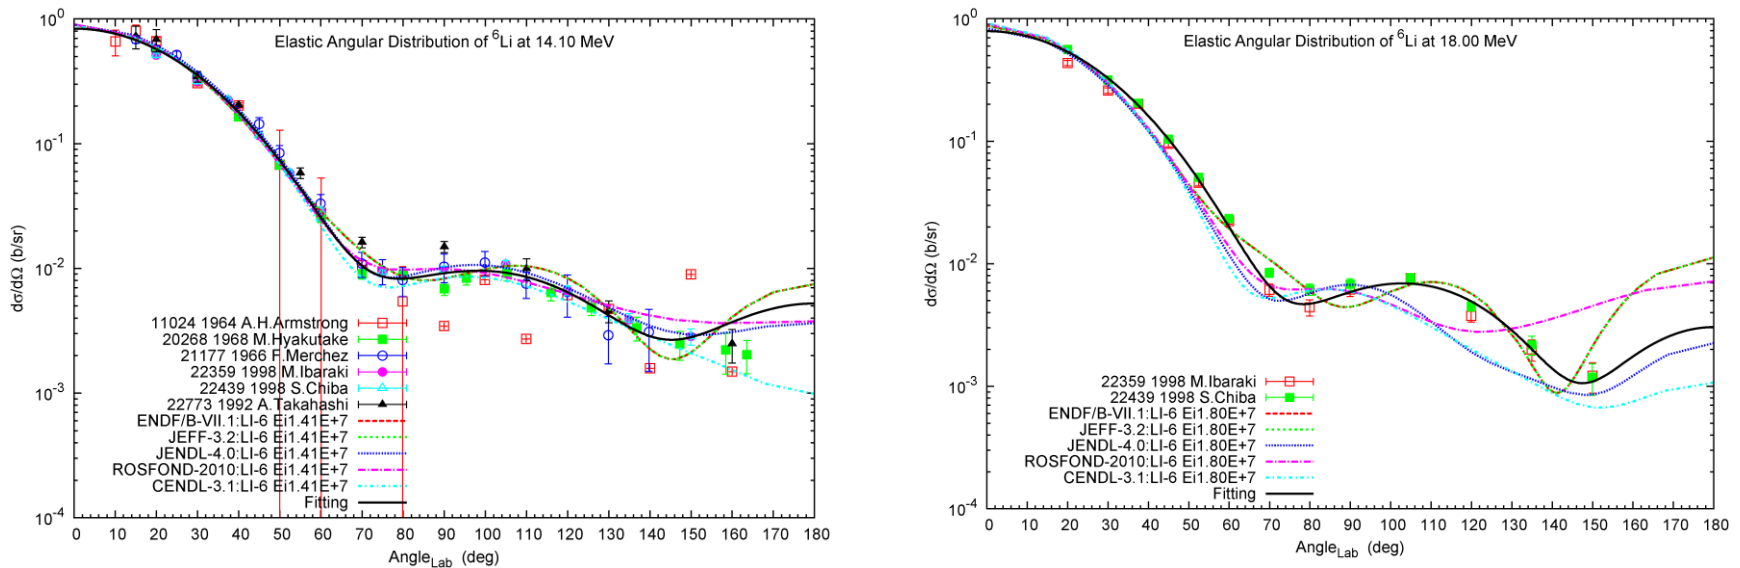 Elastic Angular Distribution of ⁶Li at 14.10 MeV
10⁰
10⁻¹
10⁻²
10⁻³
10⁻⁴
dσ/dΩ (b/sr)
11024 1964 A.H.Armstrong
20268 1968 M.Hyakutake
21177 1966 F.Merchez
22359 1998 M.Ibaraki
22439 1998 S.Chiba
22773 1992 A.Takahashi
ENDF/B-VII.1:LI-6 Ei1.41E+7
JEFF-3.2:LI-6 Ei1.41E+7
JENDL-4.0:LI-6 Ei1.41E+7
ROSFOND-2010:LI-6 Ei1.41E+7
CENDL-3.1:LI-6 Ei1.41E+7
Fitting
0 10 20 30 40 50 60 70 80 90 100 110 120 130 140 150 160 170 180
Angle_Lab (deg)
Elastic Angular Distribution of ⁶Li at 18.00 MeV
10⁰
10⁻¹
10⁻²
10⁻³
10⁻⁴
dσ/dΩ (b/sr)
22359 1998 M.Ibaraki
22439 1998 S.Chiba
ENDF/B-VII.1:LI-6 Ei1.80E+7
JEFF-3.2:LI-6 Ei1.80E+7
JENDL-4.0:LI-6 Ei1.80E+7
ROSFOND-2010:LI-6 Ei1.80E+7
CENDL-3.1:LI-6 Ei1.80E+7
Fitting
0 10 20 30 40 50 60 70 80 90 100 110 120 130 140 150 160 170 180
Angle_Lab (deg)